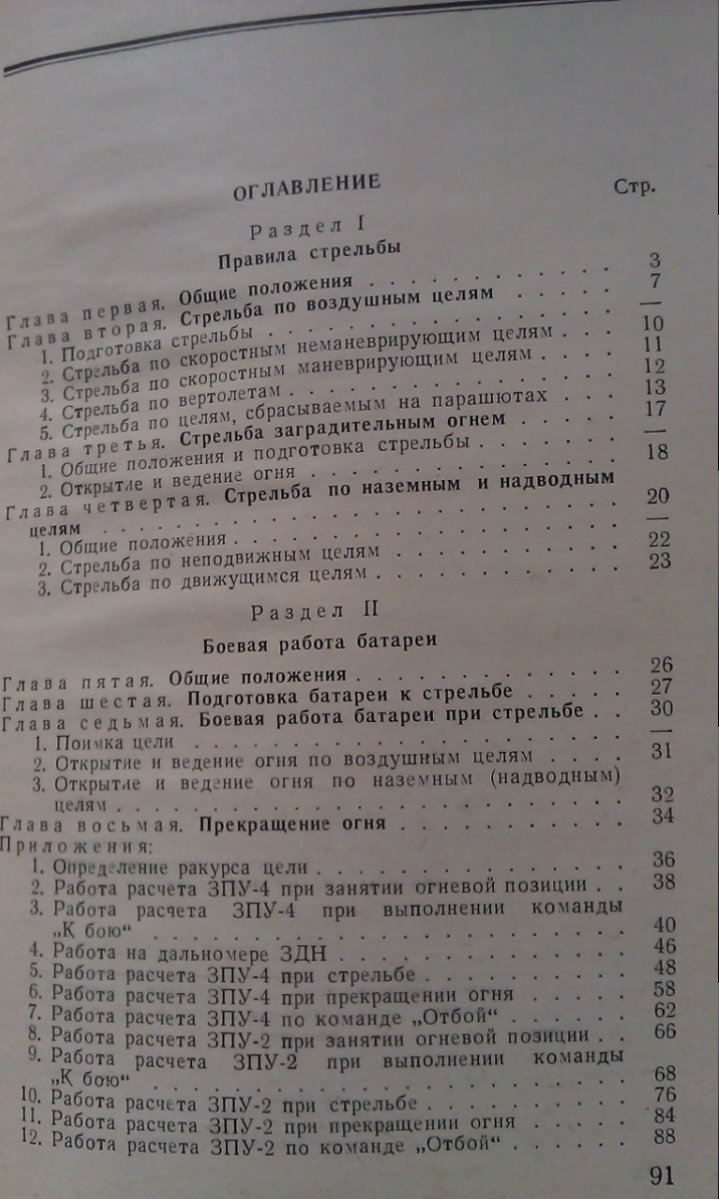 ОГЛАВЛЕНИЕ Стр.
Раздел I
Правила стрельбы
Глава первая. Общие положения . . . . . . . . . . . . 3
Глава вторая. Стрельба по воздушным целям . . . . . 7
1. Подготовка стрельбы . . . . . . . . . . . . . . . —
2. Стрельба по скоростным неманеврирующим целям . . . 10
3. Стрельба по скоростным маневрирующим целям . . . . 11
4. Стрельба по вертолетам . . . . . . . . . . . . . . 12
5. Стрельба по целям, сбрасываемым на парашютах . . . 13
Глава третья. Стрельба заградительным огнем . . . . . 17
1. Общие положения и подготовка стрельбы . . . . . . . —
2. Открытие и ведение огня . . . . . . . . . . . . . . 18
Глава четвертая. Стрельба по наземным и надводным
целям . . . . . . . . . . . . . . . . . . . . . . . . 20
1. Общие положения . . . . . . . . . . . . . . . . . . —
2. Стрельба по неподвижным целям . . . . . . . . . . . 22
3. Стрельба по движущимся целям . . . . . . . . . . . 23
Раздел II
Боевая работа батареи
Глава пятая. Общие положения . . . . . . . . . . . . . 26
Глава шестая. Подготовка батареи к стрельбе . . . . . 27
Глава седьмая. Боевая работа батареи при стрельбе . . 30
1. Поимка цели . . . . . . . . . . . . . . . . . . . . —
2. Открытие и ведение огня по воздушным целям . . . . 31
3. Открытие и ведение огня по наземным (надводным)
целям . . . . . . . . . . . . . . . . . . . . . . . . 32
Глава восьмая. Прекращение огня . . . . . . . . . . . 34
Приложения:
1. Определение ракурса цели . . . . . . . . . . . . . 36
2. Работа расчета ЗПУ-4 при занятии огневой позиции . . 38
3. Работа расчета ЗПУ-4 при выполнении команды
„К бою“ . . . . . . . . . . . . . . . . . . . . . . . 40
4. Работа на дальномере ЗДН . . . . . . . . . . . . . 46
5. Работа расчета ЗПУ-4 при стрельбе . . . . . . . . . 48
6. Работа расчета ЗПУ-4 при прекращении огня . . . . . 58
7. Работа расчета ЗПУ-4 по команде „Отбой“ . . . . . . 62
8. Работа расчета ЗПУ-2 при занятии огневой позиции . . 66
9. Работа расчета ЗПУ-2 при выполнении команды
„К бою“ . . . . . . . . . . . . . . . . . . . . . . . 68
10. Работа расчета ЗПУ-2 при стрельбе . . . . . . . . 76
11. Работа расчета ЗПУ-2 при прекращении огня . . . . 84
12. Работа расчета ЗПУ-2 по команде „Отбой“ . . . . . 88
91